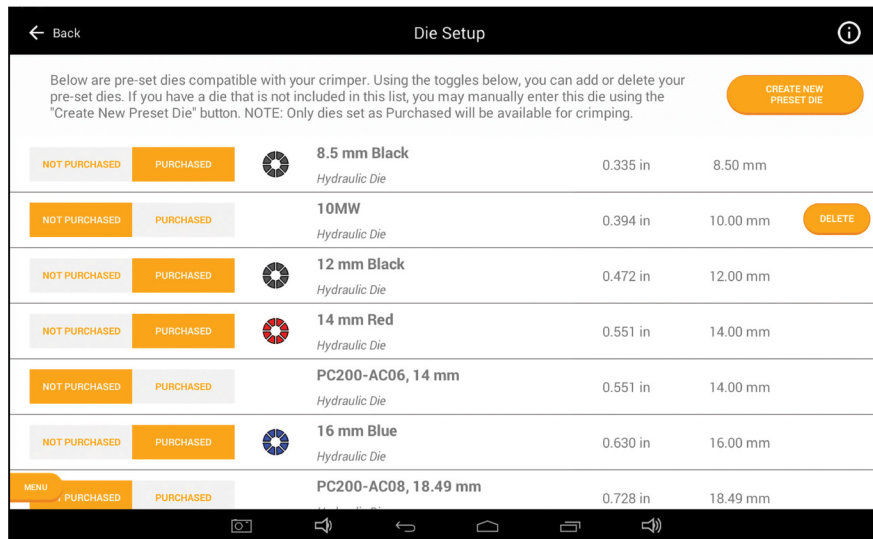 Back
Die Setup
Below are pre-set dies compatible with your crimper. Using the toggles below, you can add or delete your
pre-set dies. If you have a die that is not included in this list, you may manually enter this die using the
"Create New Preset Die" button. NOTE: Only dies set as Purchased will be available for crimping.
CREATE NEW
PRESET DIE
NOT PURCHASED PURCHASED 8.5 mm Black 0.335 in 8.50 mm
Hydraulic Die
NOT PURCHASED PURCHASED 10MW 0.394 in 10.00 mm DELETE
Hydraulic Die
NOT PURCHASED PURCHASED 12 mm Black 0.472 in 12.00 mm
Hydraulic Die
NOT PURCHASED PURCHASED 14 mm Red 0.551 in 14.00 mm
Hydraulic Die
NOT PURCHASED PURCHASED PC200-AC06, 14 mm 0.551 in 14.00 mm
Hydraulic Die
NOT PURCHASED PURCHASED 16 mm Blue 0.630 in 16.00 mm
Hydraulic Die
MENU
PURCHASED PURCHASED PC200-AC08, 18.49 mm 0.728 in 18.49 mm